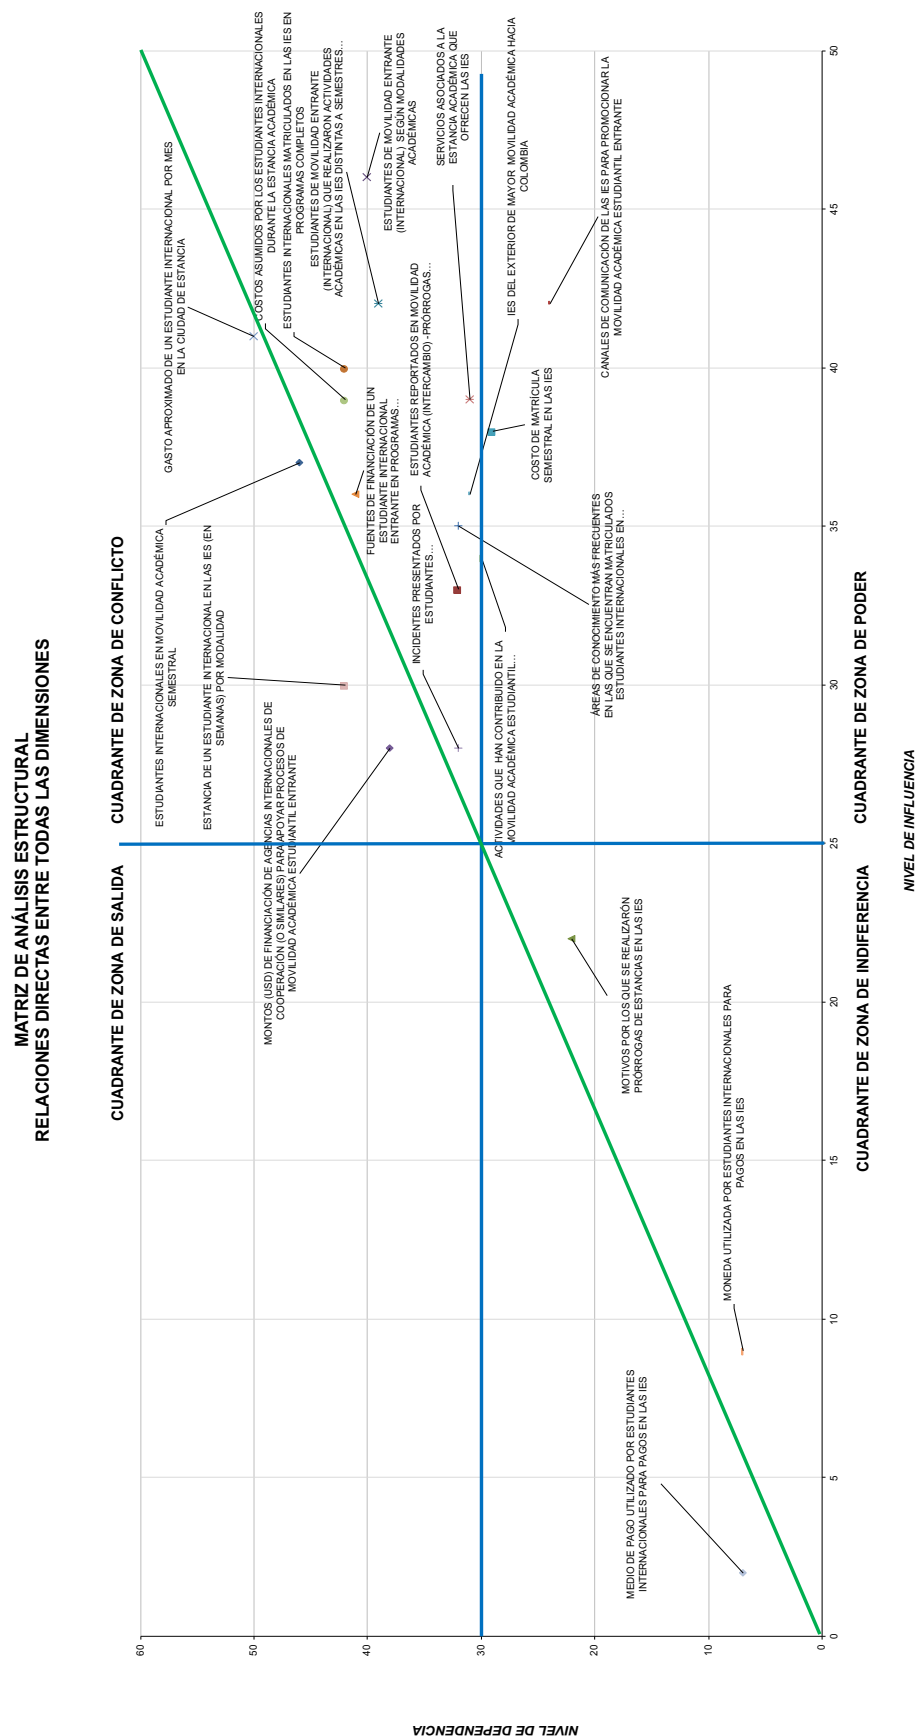 MATRIZ DE ANÁLISIS ESTRUCTURAL
RELACIONES DIRECTAS ENTRE TODAS LAS DIMENSIONES
CUADRANTE DE ZONA DE SALIDA
CUADRANTE DE ZONA DE CONFLICTO
GASTO APROXIMADO DE UN ESTUDIANTE INTERNACIONAL POR MES
EN LA CIUDAD DE ESTANCIA
ESTUDIANTES INTERNACIONALES EN MOVILIDAD ACADÉMICA
SEMESTRAL
ESTANCIA DE UN ESTUDIANTE INTERNACIONAL EN LAS IES (EN
SEMANAS) POR MODALIDAD
COSTOS ASUMIDOS POR LOS ESTUDIANTES INTERNACIONALES
DURANTE LA ESTANCIA ACADÉMICA
ESTUDIANTES INTERNACIONALES MATRICULADOS EN LAS IES EN
PROGRAMAS COMPLETOS
ESTUDIANTES DE MOVILIDAD ENTRANTE
(INTERNACIONAL) QUE REALIZARON ACTIVIDADES
ACADÉMICAS EN LAS IES DISTINTAS A SEMESTRES...
MONTOS (USD) DE FINANCIACIÓN DE AGENCIAS INTERNACIONALES DE
COOPERACIÓN (O SIMILARES) PARA APOYAR PROCESOS DE
MOVILIDAD ACADÉMICA ESTUDIANTIL ENTRANTE
FUENTES DE FINANCIACIÓN DE UN
ESTUDIANTE INTERNACIONAL
ENTRANTE EN PROGRAMAS...
ESTUDIANTES DE MOVILIDAD ENTRANTE
(INTERNACIONAL) SEGÚN MODALIDADES
ACADÉMICAS
INCIDENTES PRESENTADOS POR
ESTUDIANTES...
ESTUDIANTES REPORTADOS EN MOVILIDAD
ACADÉMICA (INTERCAMBIO) -PRÓRROGAS...
SERVICIOS ASOCIADOS A LA
ESTANCIA ACADÉMICA QUE
OFRECEN LAS IES
ACTIVIDADES QUE HAN CONTRIBUIDO EN LA
MOVILIDAD ACADÉMICA ESTUDIANTIL...
IES DEL EXTERIOR DE MAYOR MOVILIDAD ACADÉMICA HACIA
COLOMBIA
COSTO DE MATRÍCULA
SEMESTRAL EN LAS IES
ÁREAS DE CONOCIMIENTO MÁS FRECUENTES
EN LAS QUE SE ENCUENTRAN MATRICULADOS
ESTUDIANTES INTERNACIONALES EN...
CANALES DE COMUNICACIÓN DE LAS IES PARA PROMOCIONAR LA
MOVILIDAD ACADÉMICA ESTUDIANTIL ENTRANTE
MOTIVOS POR LOS QUE SE REALIZARÓN
PRÓRROGAS DE ESTANCIAS EN LAS IES
MEDIO DE PAGO UTILIZADO POR ESTUDIANTES
INTERNACIONALES PARA PAGOS EN LAS IES
MONEDA UTILIZADA POR ESTUDIANTES INTERNACIONALES PARA
PAGOS EN LAS IES
60
50
40
30
20
10
0
0 5 10 15 20 25 30 35 40 45 50
CUADRANTE DE ZONA DE INDIFERENCIA
CUADRANTE DE ZONA DE PODER
NIVEL DE DEPENDENCIA
NIVEL DE INFLUENCIA